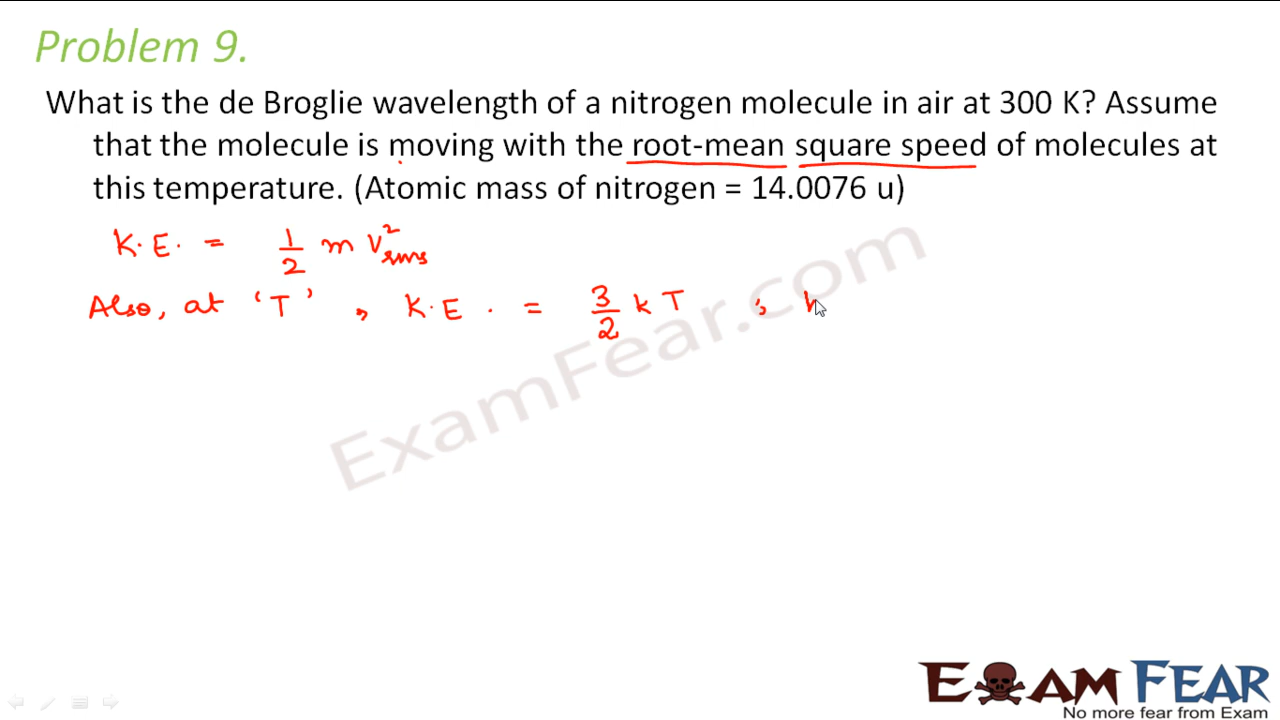 Problem 9.
What is the de Broglie wavelength of a nitrogen molecule in air at 300 K? Assume
that the molecule is moving with the root-mean square speed of molecules at
this temperature. (Atomic mass of nitrogen = 14.0076 u)
K.E. = 1/2 m V²rms
Also, at 'T', K.E. = 3/2 kT ;
ExamFear.com
EXAM FEAR
No more fear from Exam